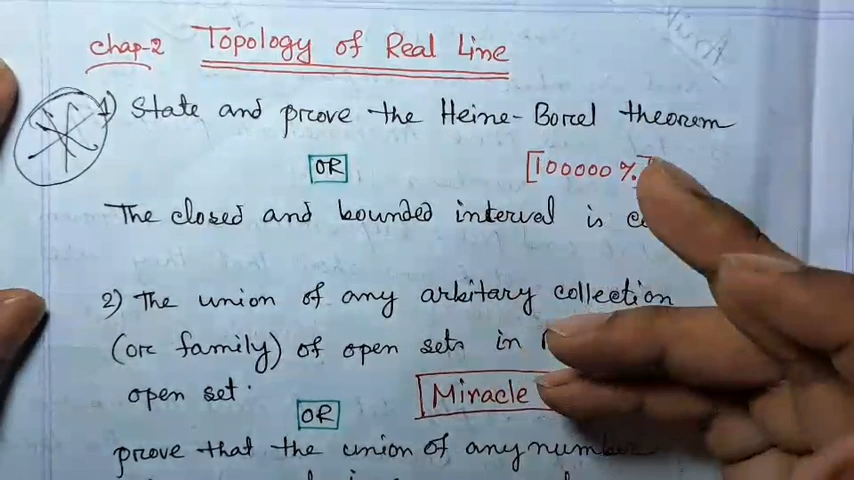 Chap-2 Topology of Real Line
1) State and prove the Heine-Borel theorem
OR [100000%]
The closed and bounded interval is
2) The union of any arbitary collection
(or family) of open sets in
open set.
OR Miracle
prove that the union of any number